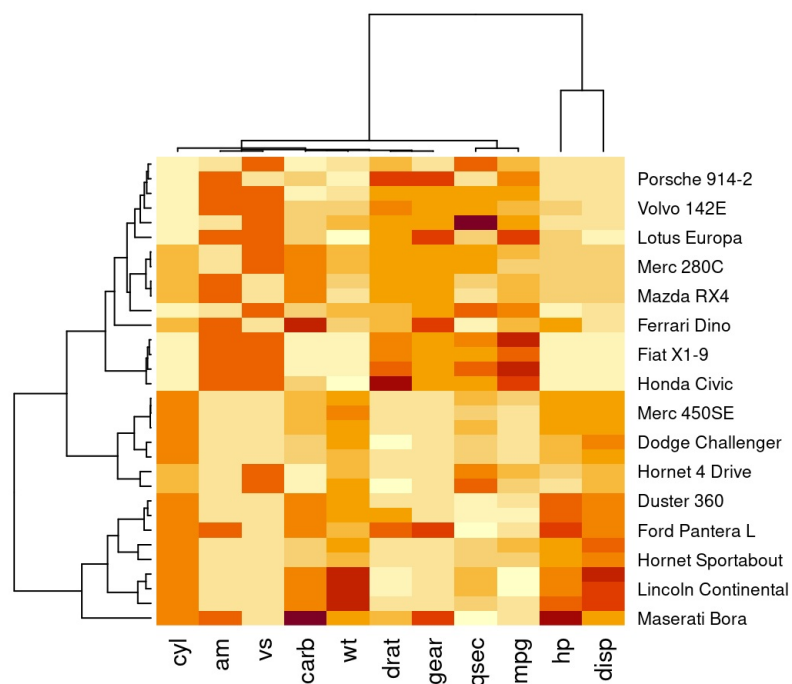 Porsche 914-2
Volvo 142E
Lotus Europa
Merc 280C
Mazda RX4
Ferrari Dino
Fiat X1-9
Honda Civic
Merc 450SE
Dodge Challenger
Hornet 4 Drive
Duster 360
Ford Pantera L
Hornet Sportabout
Lincoln Continental
Maserati Bora
cyl am vs carb wt drat gear qsec mpg hp disp